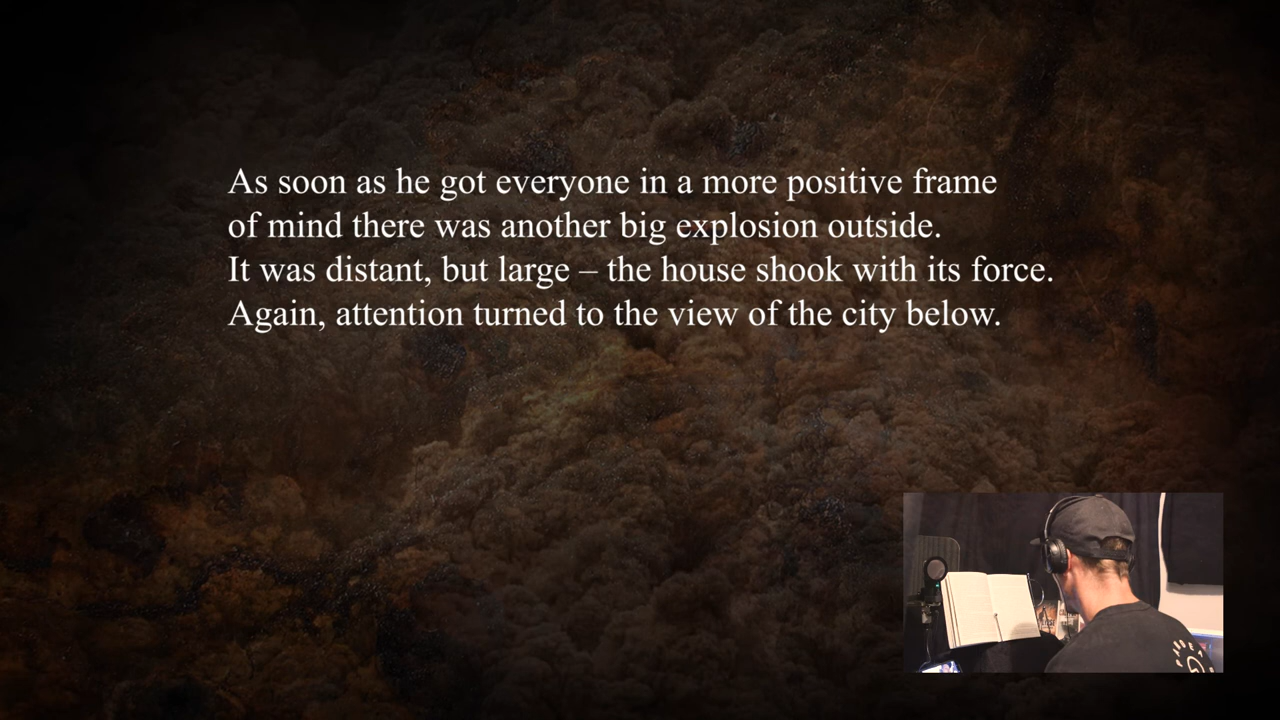 As soon as he got everyone in a more positive frame
of mind there was another big explosion outside.
It was distant, but large – the house shook with its force.
Again, attention turned to the view of the city below.